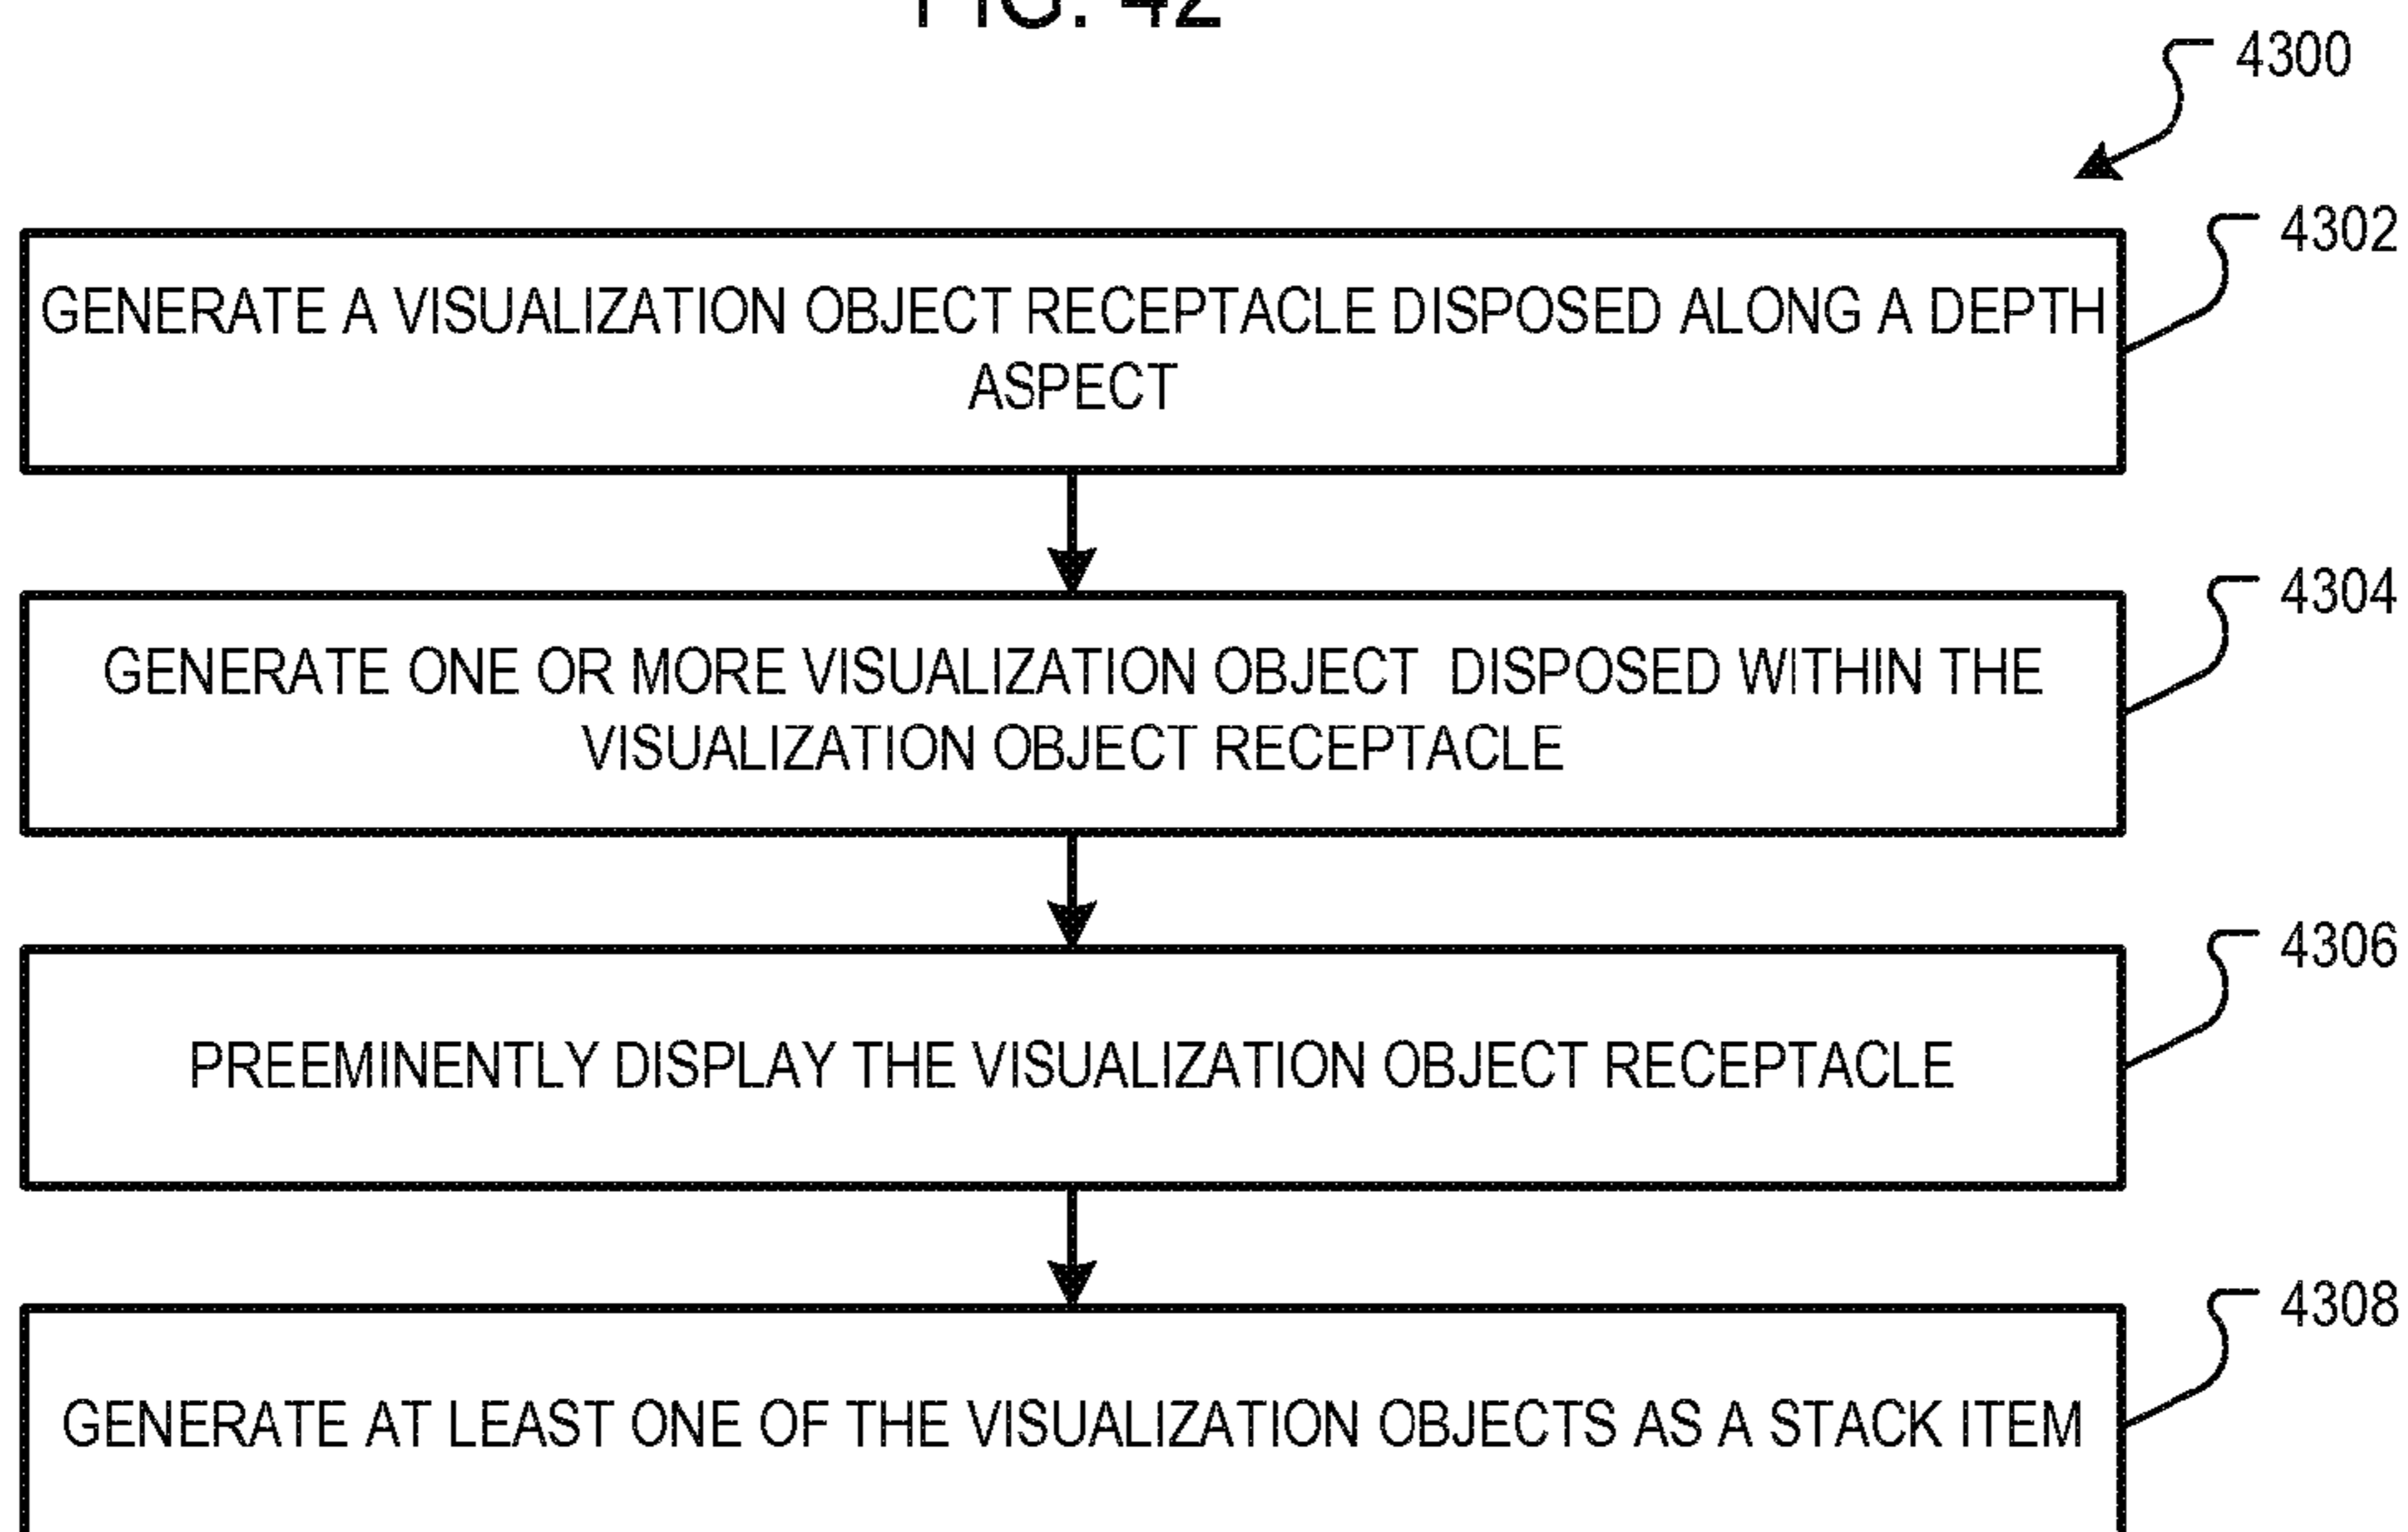 FIG. 42
4300
4302
GENERATE A VISUALIZATION OBJECT RECEPTACLE DISPOSED ALONG A DEPTH
ASPECT
4304
GENERATE ONE OR MORE VISUALIZATION OBJECT DISPOSED WITHIN THE
VISUALIZATION OBJECT RECEPTACLE
4306
PREEMINENTLY DISPLAY THE VISUALIZATION OBJECT RECEPTACLE
4308
GENERATE AT LEAST ONE OF THE VISUALIZATION OBJECTS AS A STACK ITEM